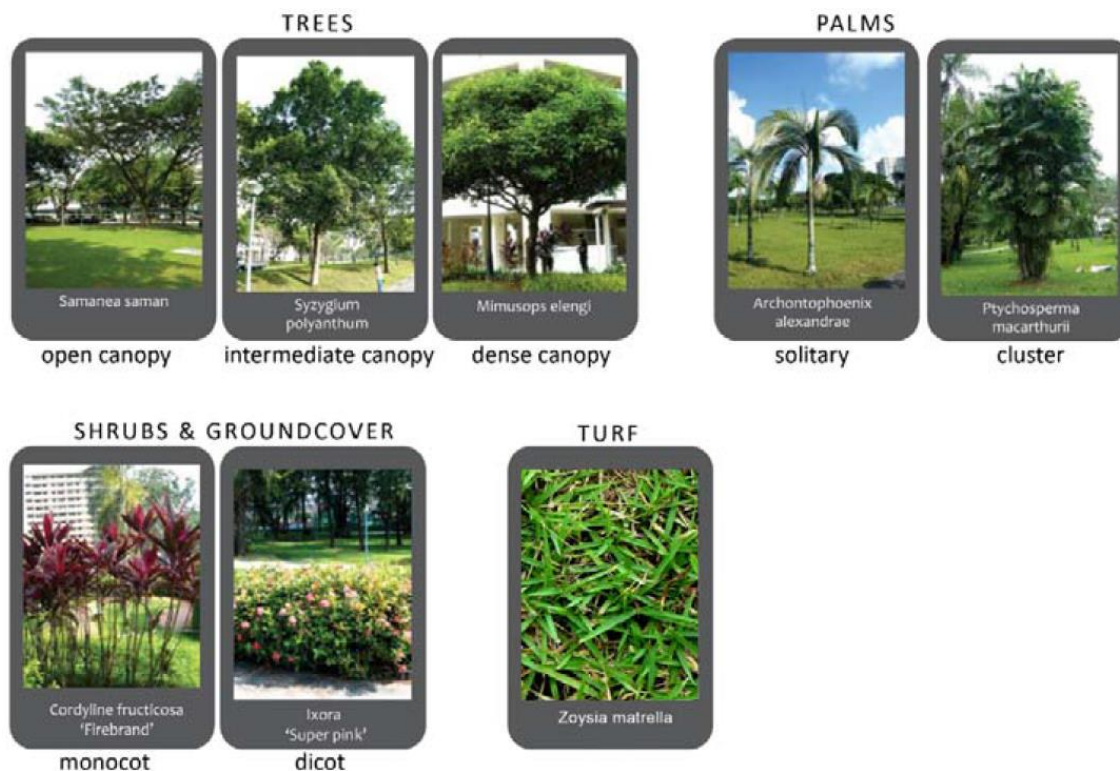 TREES
PALMS
Samanea saman
Syzygium
polyanthum
Mimusops elengi
Archontophoenix
alexandrae
Ptychosperma
macarthurii
open canopy
intermediate canopy
dense canopy
solitary
cluster
SHRUBS & GROUNDCOVER
TURF
Cordyline fructicosa
'Firebrand'
Ixora
'Super pink'
Zoysia matrella
monocot
dicot